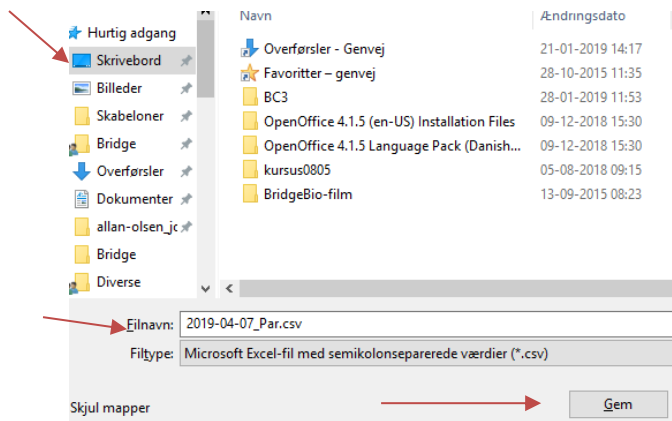 Navn Ændringsdato
Hurtig adgang
Skrivebord
Billeder
Skabeloner
Bridge
Overførsler
Dokumenter
allan-olsen_jc
Bridge
Diverse
Overførsler - Genvej 21-01-2019 14:17
Favoritter – genvej 28-10-2015 11:35
BC3 28-01-2019 11:53
OpenOffice 4.1.5 (en-US) Installation Files 09-12-2018 15:30
OpenOffice 4.1.5 Language Pack (Danish... 09-12-2018 15:30
kursus0805 05-08-2018 09:15
BridgeBio-film 13-09-2015 08:23
Filnavn: 2019-04-07_Par.csv
Filtype: Microsoft Excel-fil med semikolonseparerede værdier (*.csv)
Skjul mapper Gem